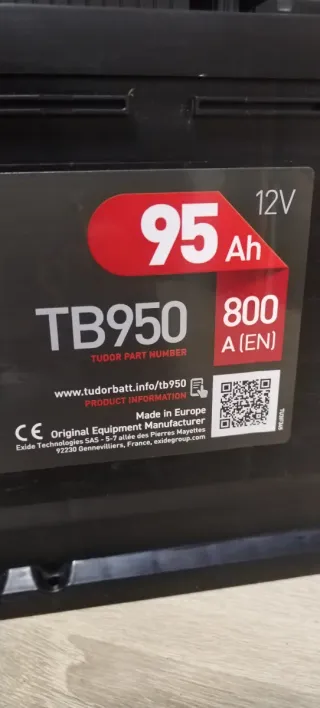 12V
95 Ah
TB950
TUDOR PART NUMBER
800
A (EN)
www.tudorbatt.info/tb950
PRODUCT INFORMATION
Made in Europe
CE Original Equipment Manufacturer
Exide Technologies SAS - 5-7 allée des Pierres Mayettes
92230 Gennevilliers, France, exidegroup.com